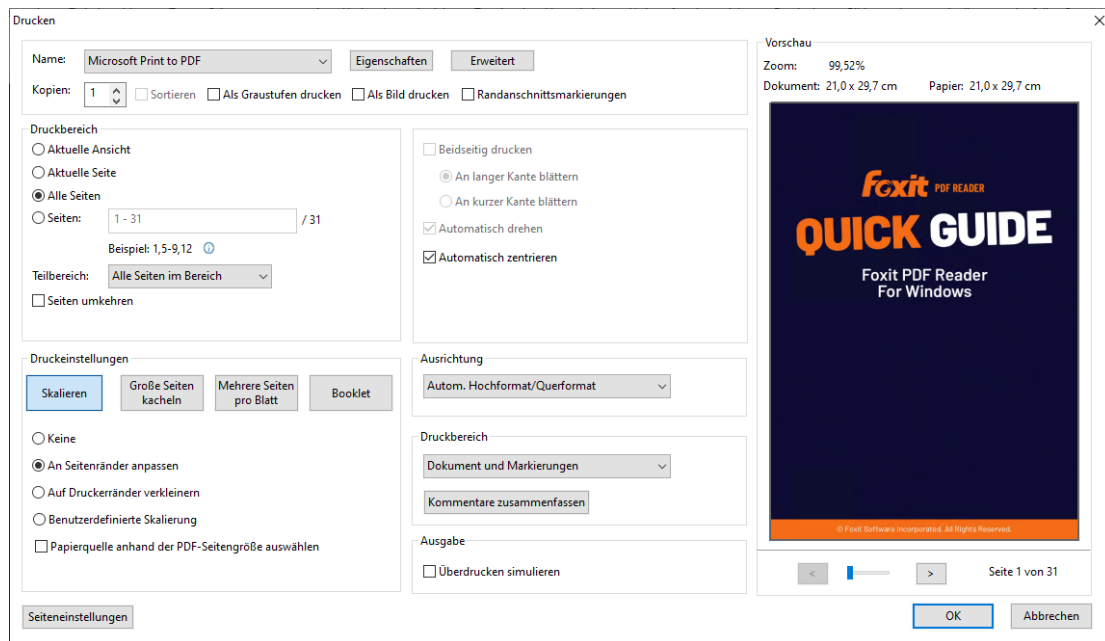 Drucken
Name:
Microsoft Print to PDF
Eigenschaften
Erweitert
Kopien:
1
Sortieren
Als Graustufen drucken
Als Bild drucken
Randanschnittsmarkierungen
Druckbereich
Aktuelle Ansicht
Aktuelle Seite
Alle Seiten
Seiten:
1 - 31
/ 31
Beispiel: 1,5-9,12
Teilbereich:
Alle Seiten im Bereich
Seiten umkehren
Beidseitig drucken
An langer Kante blättern
An kurzer Kante blättern
Automatisch drehen
Automatisch zentrieren
Druckeinstellungen
Skalieren
Große Seiten
kacheln
Mehrere Seiten
pro Blatt
Booklet
Keine
An Seitenränder anpassen
Auf Druckerränder verkleinern
Benutzerdefinierte Skalierung
Papierquelle anhand der PDF-Seitengröße auswählen
Ausrichtung
Autom. Hochformat/Querformat
Druckbereich
Dokument und Markierungen
Kommentare zusammenfassen
Ausgabe
Überdrucken simulieren
Vorschau
Zoom: 99,52%
Dokument: 21,0 x 29,7 cm Papier: 21,0 x 29,7 cm
Foxit PDF READER
QUICK GUIDE
Foxit PDF Reader
For Windows
© Foxit Software Incorporated. All Rights Reserved.
<
>
Seite 1 von 31
Seiteneinstellungen
OK
Abbrechen